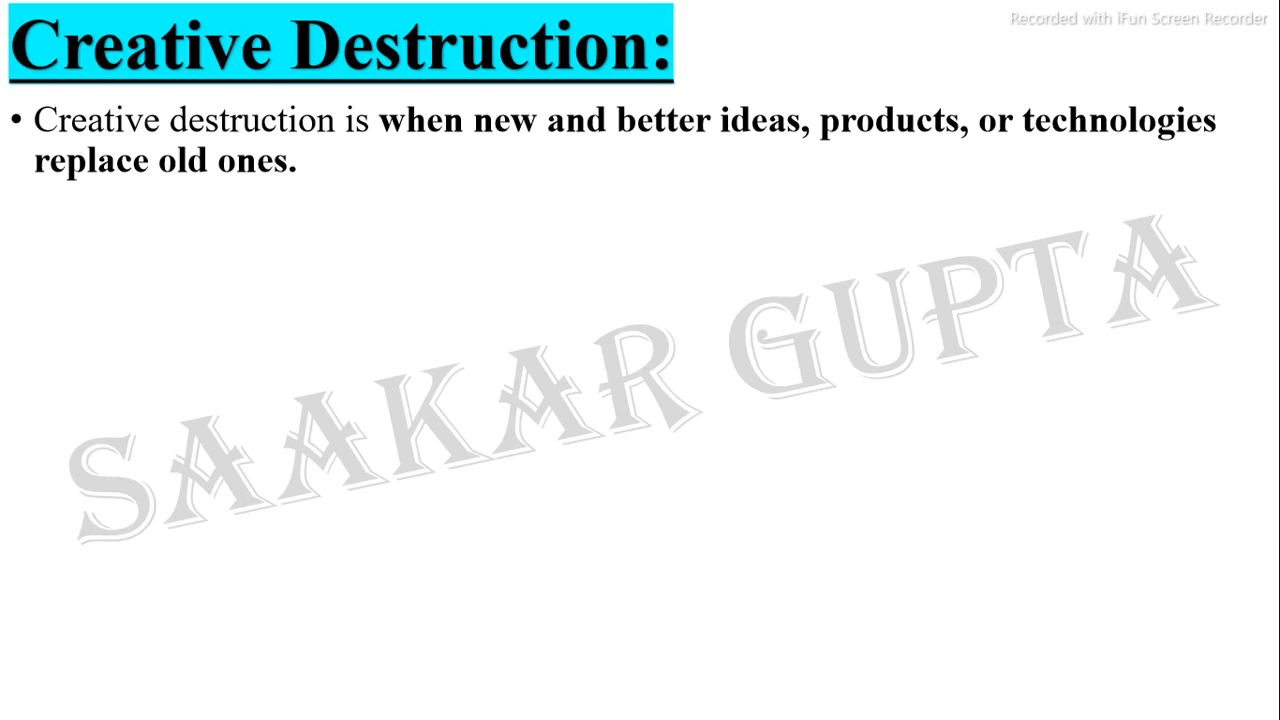 Recorded with iFun Screen Recorder
Creative Destruction:
• Creative destruction is when new and better ideas, products, or technologies
replace old ones.
SAAKAR GUPTA